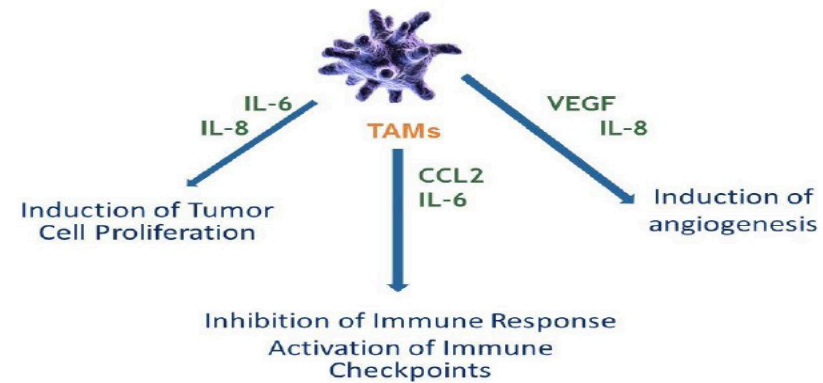 IL-6
IL-8
TAMs
VEGF
IL-8
CCL2
IL-6
Induction of Tumor
Cell Proliferation
Induction of
angiogenesis
Inhibition of Immune Response
Activation of Immune
Checkpoints